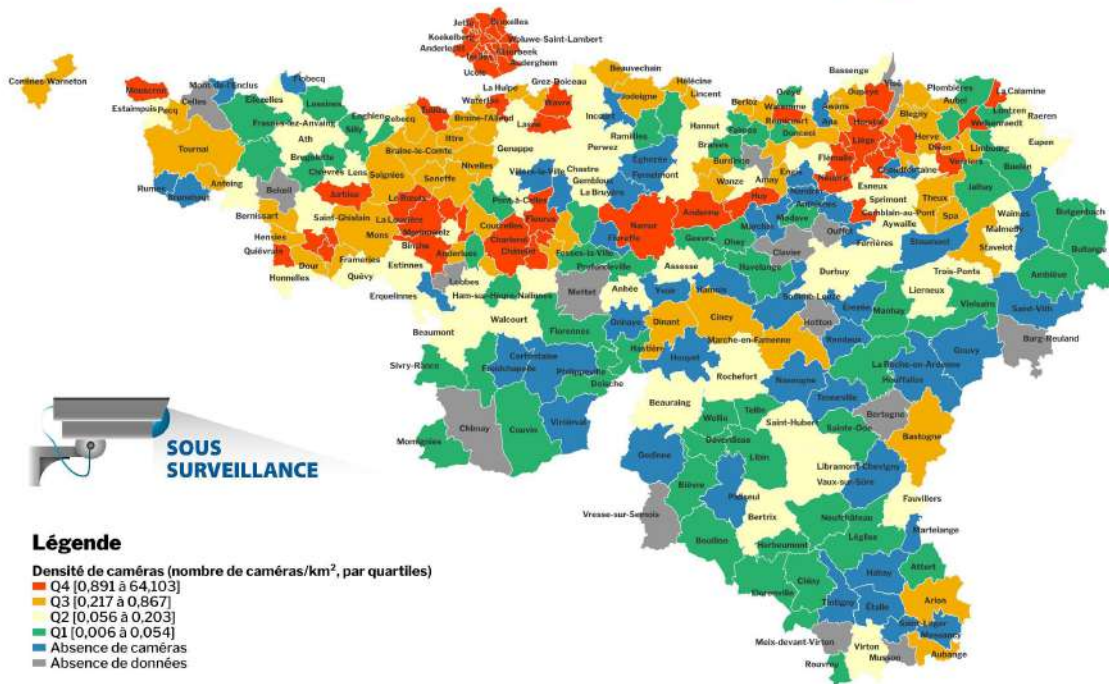 Jette
Bruxelles
Koekelberg
Woluwe-Saint-Lambert
Anderlecht
Etterbeek
Auderghem
Uccle
Comines-Warneton
Mouscron
Mont-de-l'Enclus
Flobecq
Estaimpuis
Pecq
Celles
Ellezelles
Lessines
Enghien
Rebecq
Tubize
Frasnes-lez-Anvaing
Silly
Ath
Brugelette
Tournai
Chièvres
Lens
Soignies
Braine-le-Comte
Ittre
Braine-l'Alleud
Waterloo
La Hulpe
Lasne
Wavre
Grez-Doiceau
Beauvechain
Jodoigne
Hélécine
Lincent
Incourt
Ramillies
Genappe
Nivelles
Perwez
Hannut
Berloz
Waremme
Oreye
Remicourt
Donceel
Faimes
Braives
Awans
Ans
Bassenge
Oupeye
Visé
Herstal
Liège
Blegny
Plombières
Aubel
La Calamine
Lontzen
Welkenraedt
Raeren
Eupen
Herve
Dison
Limbourg
Verviers
Baelen
Antoing
Rumes
Brunehaut
Beloeil
Bernissart
Jurbise
Saint-Ghislain
Le Rœulx
Seneffe
La Louvière
Morlanwelz
Mons
Binche
Anderlues
Hensies
Quiévrain
Dour
Frameries
Honnelles
Quévy
Estinnes
Erquelinnes
Lobbes
Pont-à-Celles
Villers-la-Ville
Chastre
Gembloux
La Bruyère
Eghezée
Fernelmont
Burdinne
Wanze
Amay
Engis
Flémalle
Neupré
Chaudfontaine
Esneux
Sprimont
Comblain-au-Pont
Aywaille
Theux
Spa
Jalhay
Waimes
Malmedy
Stavelot
Stoumont
Butgenbach
Bullange
Amblève
Trois-Ponts
Lierneux
Vielsalm
Saint-Vith
Burg-Reuland
Courcelles
Charleroi
Châtelet
Fleurus
Floreffe
Namur
Andenne
Huy
Nandrin
Anthisnes
Modave
Marchin
Ouffet
Clavier
Ferrières
Durbuy
Fosses-la-Ville
Profondeville
Gesves
Ohey
Assesse
Havelange
Mettet
Anhée
Yvoir
Hamois
Somme-Leuze
Hotton
Erezée
Manhay
Ham-sur-Heure/Nalinnes
Walcourt
Beaumont
Florennes
Onhaye
Dinant
Ciney
Marche-en-Famenne
Rendeux
La Roche-en-Ardenne
Gouvy
Houffalize
Hastière
Houyet
Rochefort
Nassogne
Tenneville
Bertogne
Bastogne
Sivry-Rance
Froidchapelle
Cerfontaine
Philippeville
Doische
Momignies
Chimay
Couvin
Viroinval
Beauraing
Wellin
Tellin
Saint-Hubert
Sainte-Ode
Daverdisse
Libin
Libramont-Chevigny
Vaux-sur-Sûre
Gedinne
Bièvre
Paliseul
Vresse-sur-Semois
Bertrix
Fauvillers
Neufchâteau
Martelange
Bouillon
Herbeumont
Léglise
Attert
Chiny
Habay
Florenville
Tintigny
Étalle
Arlon
Saint-Léger
Messancy
Meix-devant-Virton
Virton
Musson
Aubange
Rouvroy
SOUS
SURVEILLANCE
Légende
Densité de caméras (nombre de caméras/km², par quartiles)
Q4 [0,891 à 64,103]
Q3 [0,217 à 0,867]
Q2 [0,056 à 0,203]
Q1 [0,006 à 0,054]
Absence de caméras
Absence de données